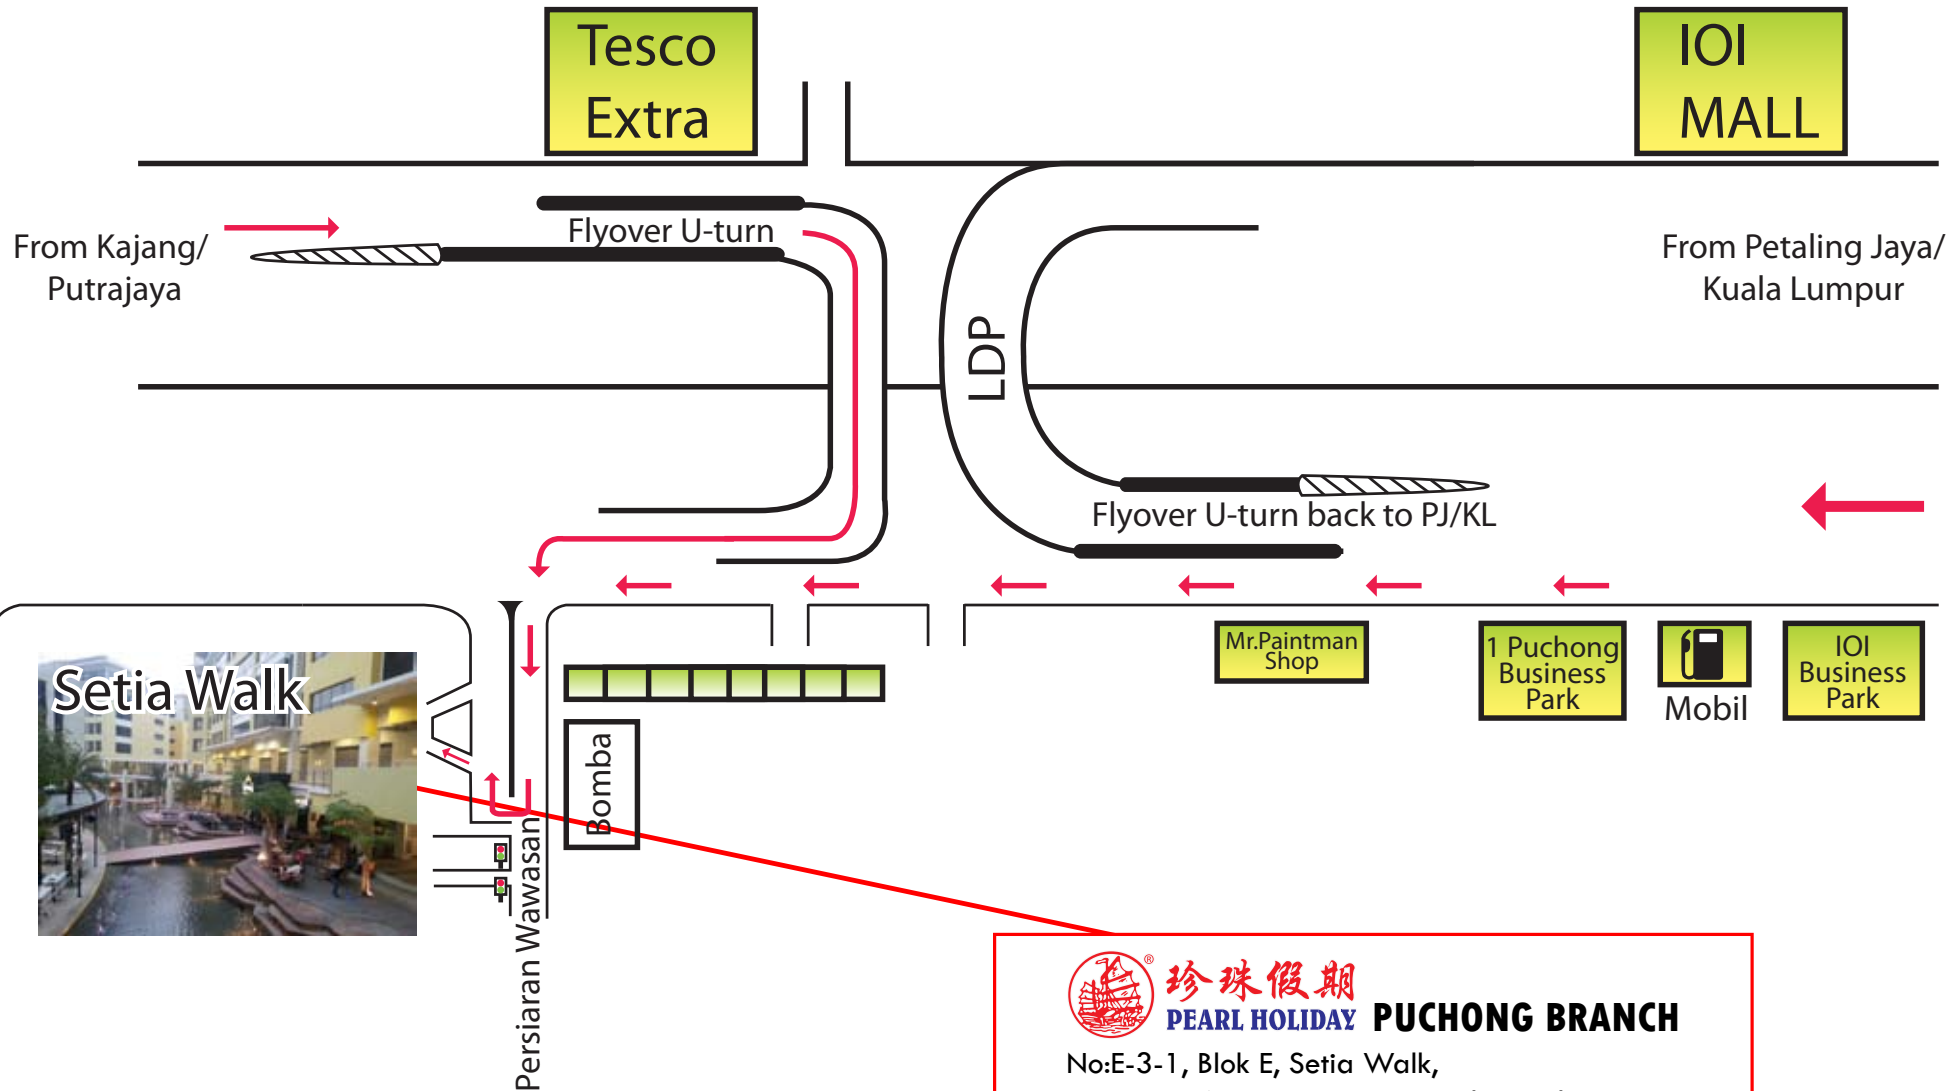 Tesco
Extra
IOI
MALL
From Kajang/
Putrajaya
Flyover U-turn
From Petaling Jaya/
Kuala Lumpur
LDP
Flyover U-turn back to PJ/KL
Mr.Paintman
Shop
1 Puchong
Business
Park
Mobil
IOI
Business
Park
Setia Walk
Bomba
Persiaran Wawasan
珍珠假期
®
PEARL HOLIDAY PUCHONG BRANCH
No:E-3-1, Blok E, Setia Walk,